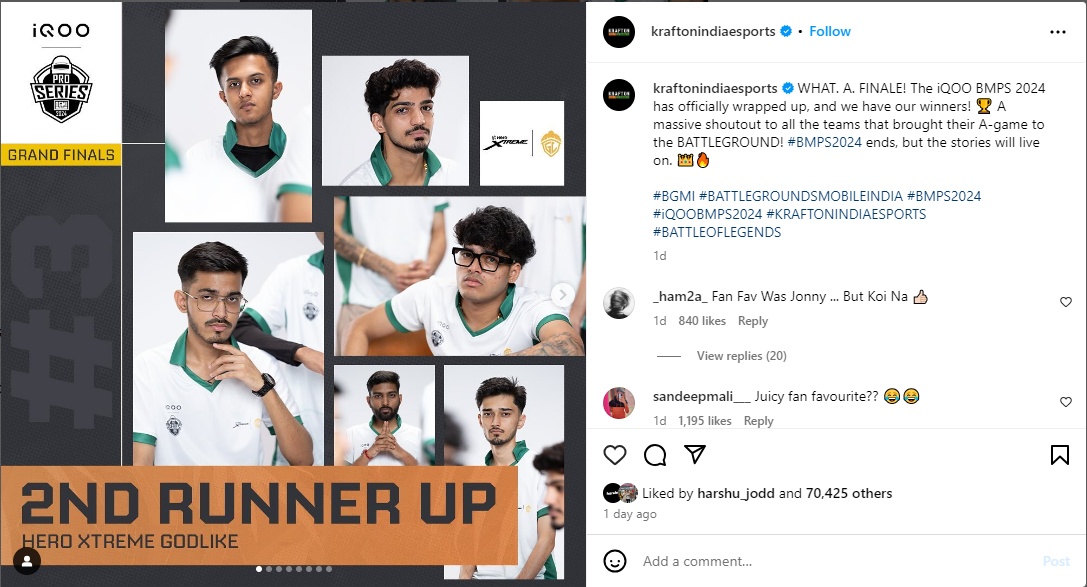 iQOO
PRO
SERIES
BGMI
2024
GRAND FINALS
#3
Hero
XTREME
2ND RUNNER UP
HERO XTREME GODLIKE
kraftonindiaesports • Follow
kraftonindiaesports WHAT. A. FINALE! The iQOO BMPS 2024
has officially wrapped up, and we have our winners! 🏆 A
massive shoutout to all the teams that brought their A-game to
the BATTLEGROUND! #BMPS2024 ends, but the stories will live
on. 👑🔥
#BGMI #BATTLEGROUNDSMOBILEINDIA #BMPS2024
#iQOOBMPS2024 #KRAFTONINDIAESPORTS
#BATTLEOFLEGENDS
1d
_ham2a_ Fan Fav Was Jonny ... But Koi Na 👍🏻
1d 840 likes Reply
View replies (20)
sandeepmali___ Juicy fan favourite?? 😂😂
1d 1,195 likes Reply
Liked by harshu_jodd and 70,425 others
1 day ago
Add a comment...
Post